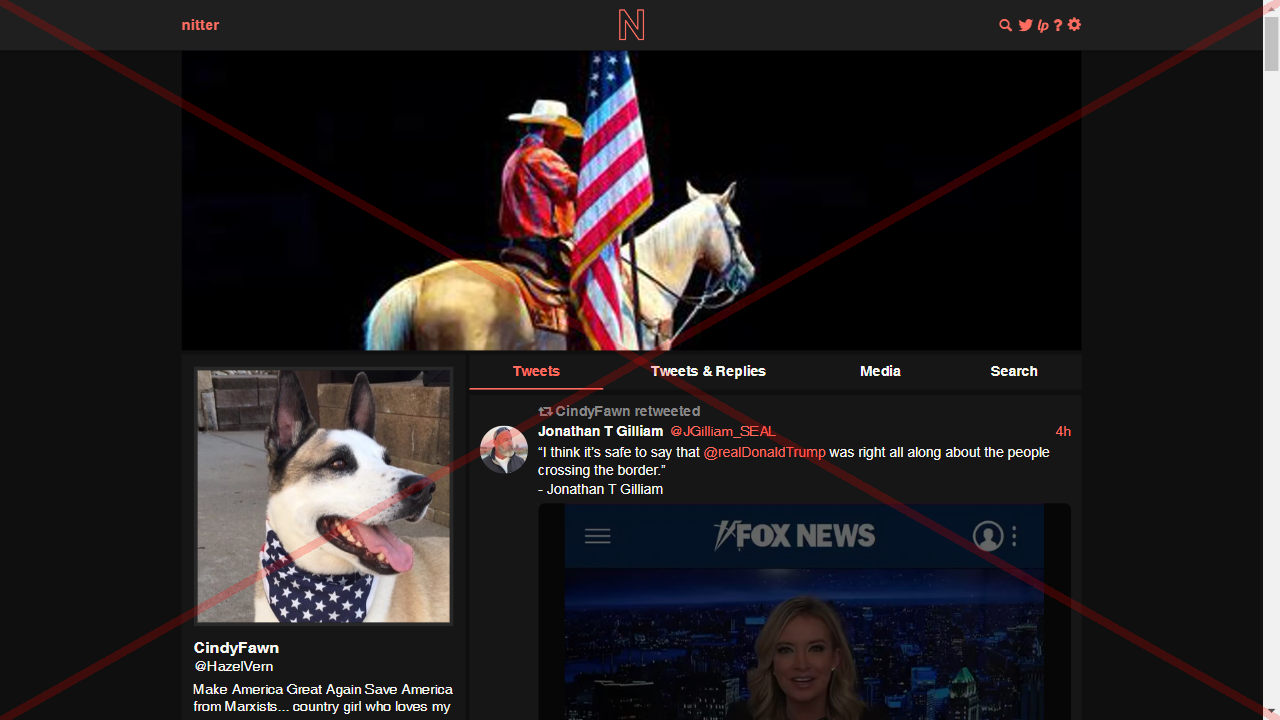 nitter
N
lp ?
Tweets
Tweets & Replies
Media
Search
CindyFawn retweeted
Jonathan T Gilliam @JGilliam_SEAL 4h
“I think it’s safe to say that @realDonaldTrump was right all along about the people
crossing the border.”
- Jonathan T Gilliam
FOX NEWS
CindyFawn
@HazelVern
Make America Great Again Save America
from Marxists... country girl who loves my